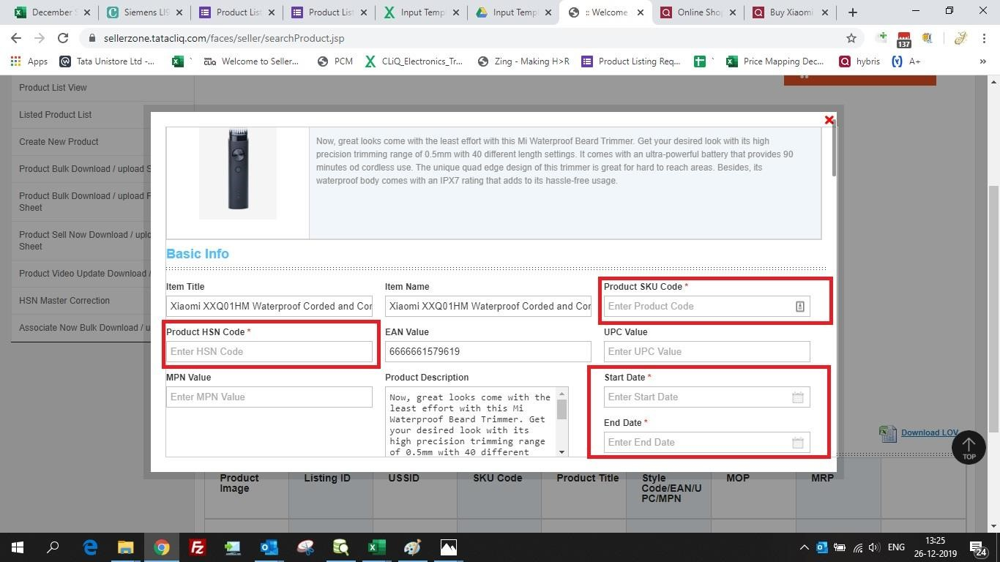 December S
Siemens LI9
Product List
Product List
Input Temp
Input Templ
:: Welcome
Online Shop
Buy Xiaomi
sellerzone.tatacliq.com/faces/seller/searchProduct.jsp
137
Apps
Tata Unistore Ltd -...
TATA CLiQ
Welcome to Seller...
PCM
CLiQ_Electronics_Tr...
Zing - Making H>R
Product Listing Req...
Price Mapping Dec...
hybris
A+
»
Product List View
Listed Product List
Create New Product
Product Bulk Download / upload S
Product Bulk Download / upload F
Sheet
Product Sell Now Download / uplo
Sheet
Product Video Update Download /
HSN Master Correction
Associate Now Bulk Download / u
Now, great looks come with the least effort with this Mi Waterproof Beard Trimmer. Get your desired look with its high
precision trimming range of 0.5mm with 40 different length settings. It comes with an ultra-powerful battery that provides 90
minutes od cordless use. The unique quad edge design of this trimmer is great for hard to reach areas. Besides, its
waterproof body comes with an IPX7 rating that adds to its hassle-free usage.
Basic Info
Item Title
Item Name
Product SKU Code *
Xiaomi XXQ01HM Waterproof Corded and Cor
Xiaomi XXQ01HM Waterproof Corded and Cor
Enter Product Code
Product HSN Code *
EAN Value
UPC Value
Enter HSN Code
6666661579619
Enter UPC Value
MPN Value
Product Description
Start Date *
Enter MPN Value
Now, great looks come with the
least effort with this Mi
Waterproof Beard Trimmer. Get
your desired look with its
high precision trimming range
of 0.5mm with 40 different
Enter Start Date
End Date *
Enter End Date
Download LOV
TOP
Product
Image
Listing ID
USSID
SKU Code
Product Title
Style
Code/EAN/U
PC/MPN
MOP
MRP
ENG
13:25
26-12-2019
24